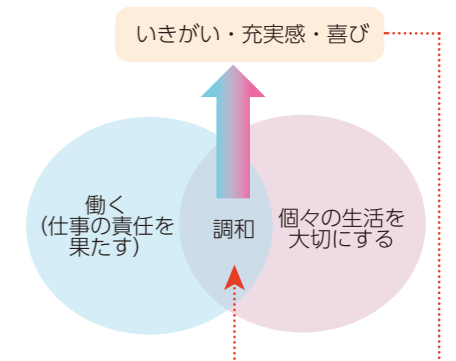 いきがい・充実感・喜び
働く
(仕事の責任を
果たす)
調和
個々の生活を
大切にする